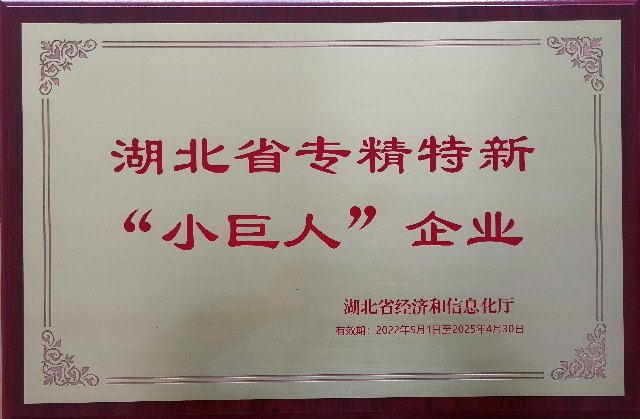 湖北省专精特新
“小巨人”企业
湖北省经济和信息化厅
有效期：2022年5月1日至2025年4月30日